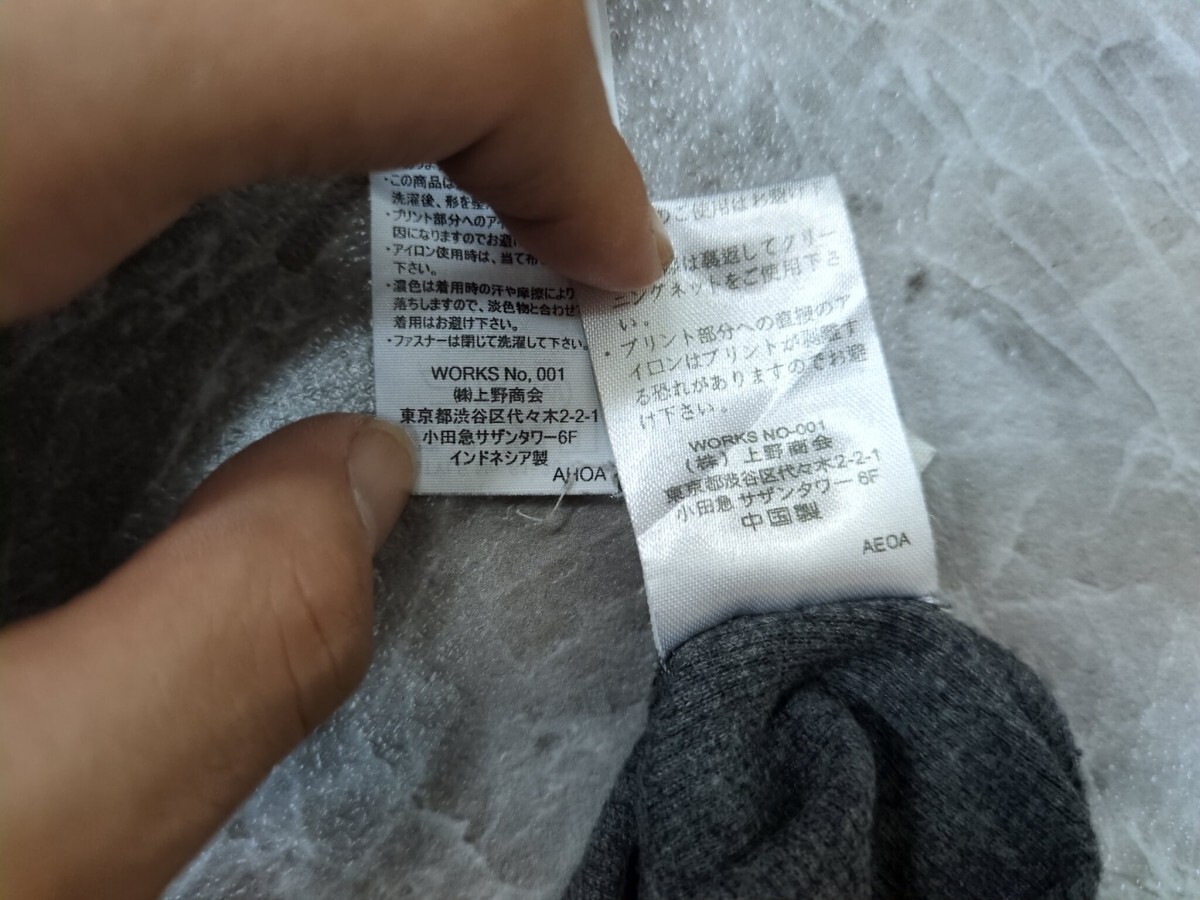 ・この商品は
洗濯後、形を整
・プリント部分へのアイ
因になりますのでお避け
・アイロン使用時は、当て布
下さい。
・濃色は着用時の汗や摩擦により
落ちしますので、淡色物と合わせ
着用はお避け下さい。
・ファスナーは閉じて洗濯して下さい。
WORKS No, 001
㈱上野商会
東京都渋谷区代々木2-2-1
小田急サザンタワー6F
インドネシア製
AHOA
ご使用はお避け
は裏返してクリー
ニングネットをご使用下さ
い。
・プリント部分への直接のア
イロンはプリントが剥離す
る恐れがありますのでお避
け下さい。
WORKS NO-001
(株)上野商会
東京都渋谷区代々木2-2-1
小田急サザンタワー6F
中国製
AEOA